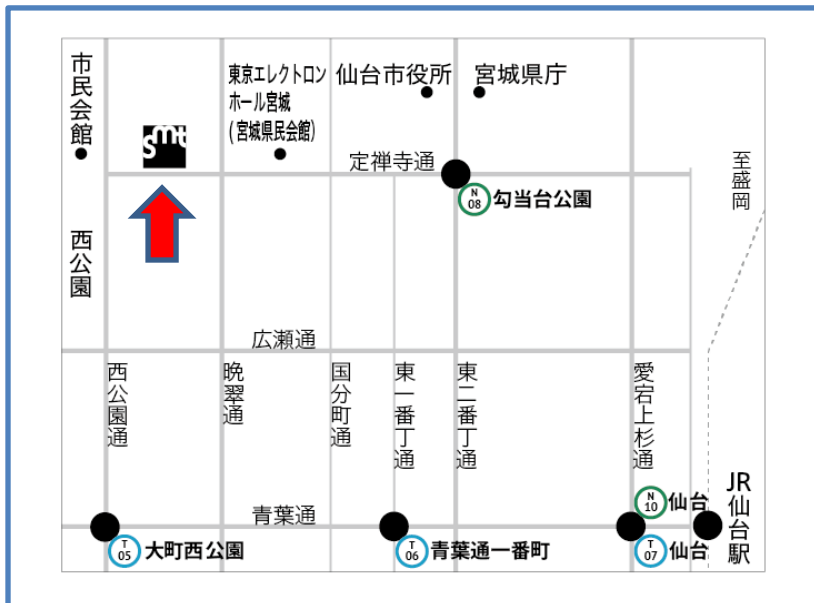 市民会館
smt
東京エレクトロン
ホール宮城
(宮城県民会館)
仙台市役所
宮城県庁
定禅寺通
N
08
勾当台公園
至盛岡
西公園
広瀬通
西公園通
晩翠通
国分町通
東一番丁通
東二番丁通
愛宕上杉通
青葉通
T
05
大町西公園
T
06
青葉通一番町
N
10
仙台
T
07
仙台
JR仙台駅